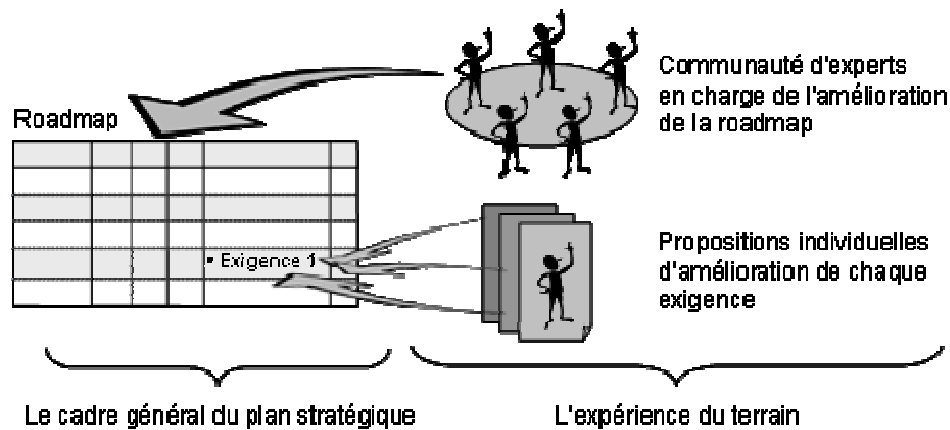 Communauté d'experts
en charge de l'amélioration
de la roadmap
Roadmap
• Exigence 1
Propositions individuelles
d'amélioration de chaque
exigence
Le cadre général du plan stratégique
L'expérience du terrain